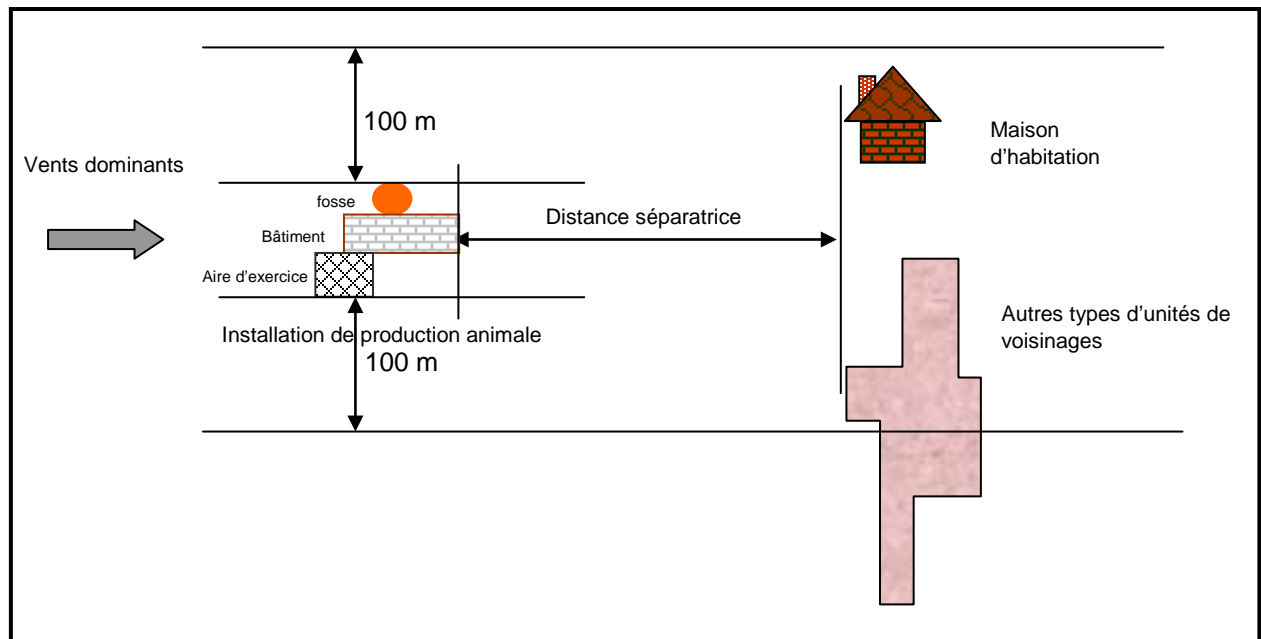 100 m
Maison
d'habitation
Vents dominants
fosse
Distance séparatrice
Bâtiment
Aire d'exercice
Autres types d'unités de
voisinages
Installation de production animale
100 m